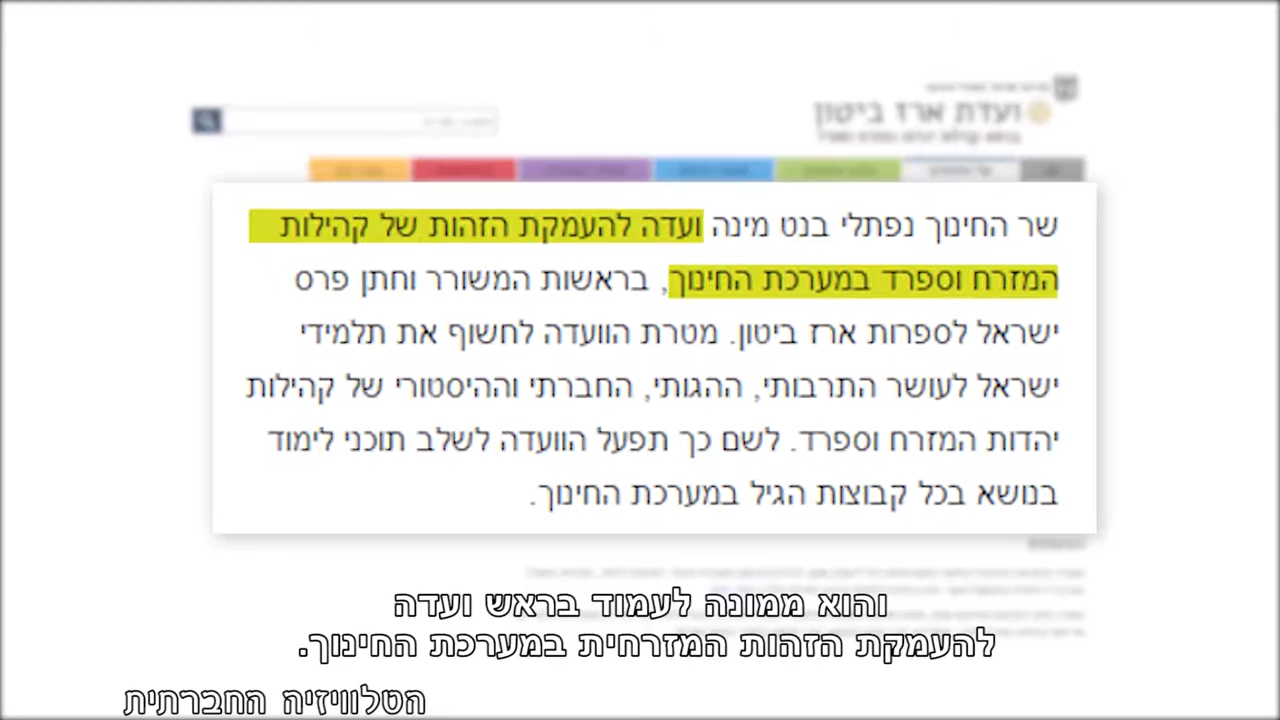 ועדת ארז ביטון
שר החינוך נפתלי בנט מינה ועדה להעמקת הזהות של קהילות
המזרח וספרד במערכת החינוך, בראשות המשורר וחתן פרס
ישראל לספרות ארז ביטון. מטרת הוועדה לחשוף את תלמידי
ישראל לעושר התרבותי, ההגותי, החברתי וההיסטורי של קהילות
יהדות המזרח וספרד. לשם כך תפעל הוועדה לשלב תוכני לימוד
בנושא בכל קבוצות הגיל במערכת החינוך.
והוא ממונה לעמוד בראש ועדה
להעמקת הזהות המזרחית במערכת החינוך.
הטלוויזיה החברתית